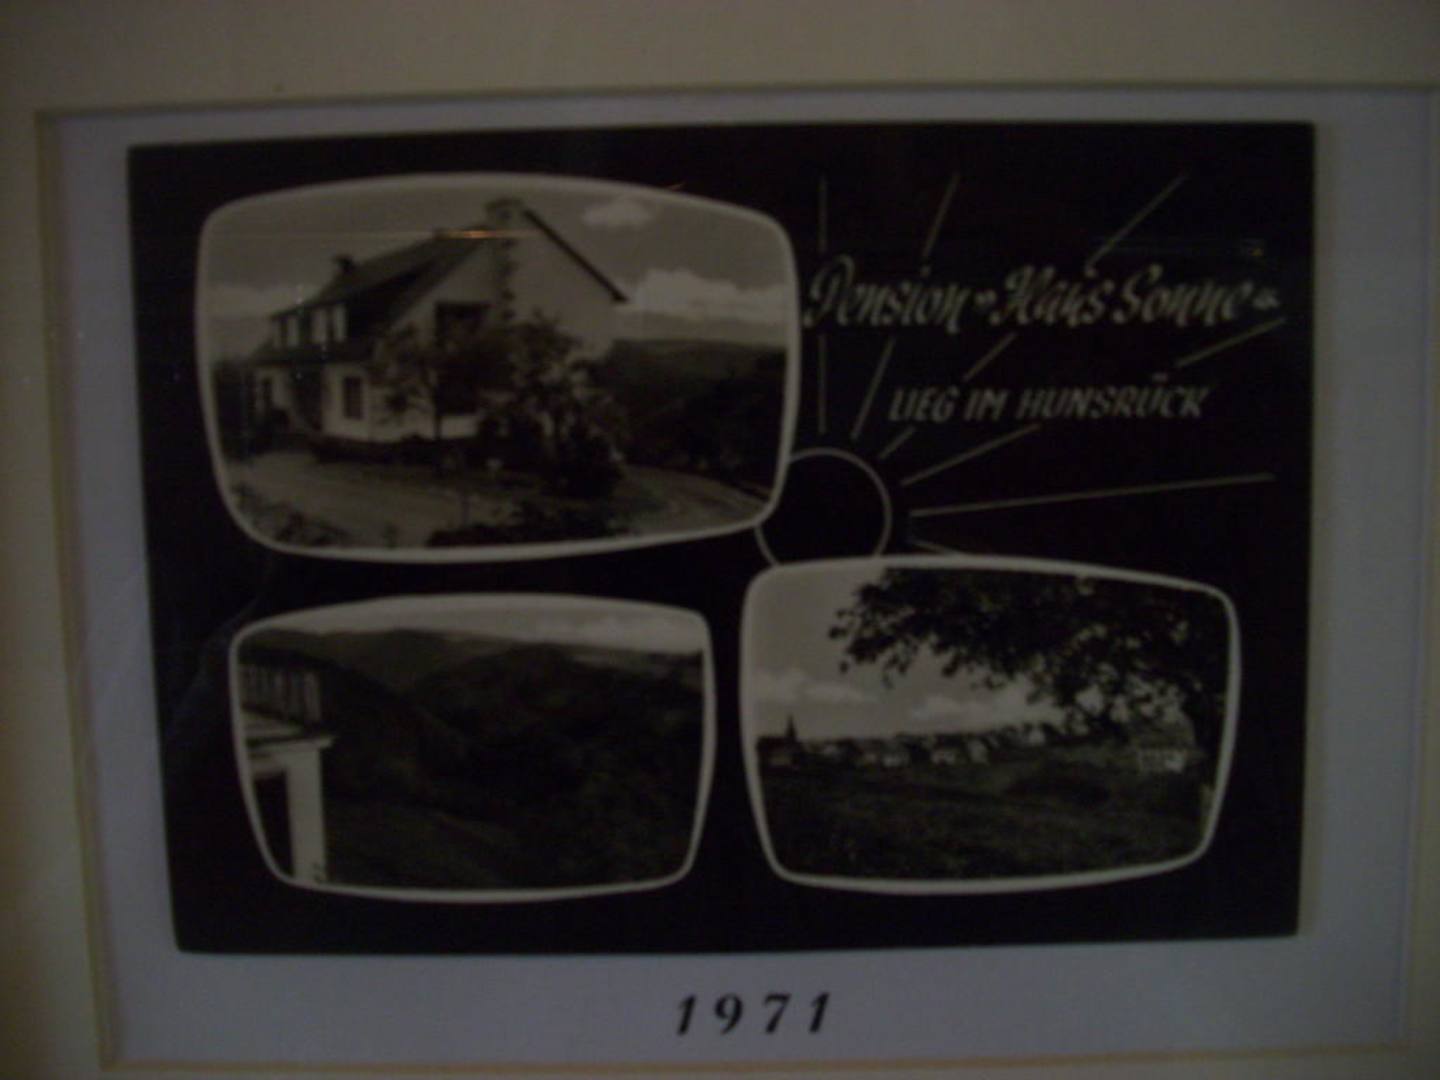 Pension „Haus Sonne“
LIEG IM HUNSRÜCK
1971